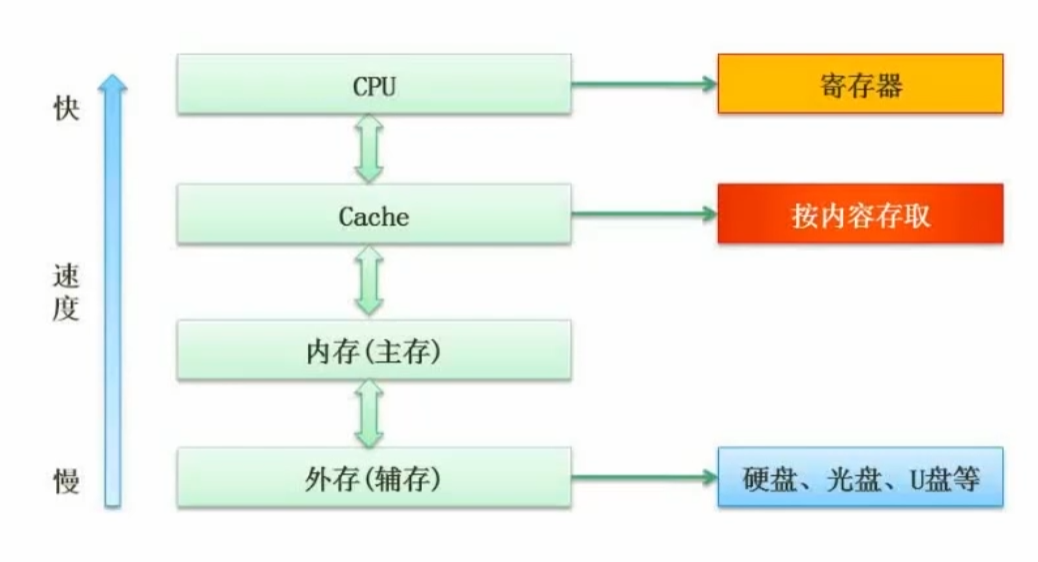 快
CPU
寄存器
Cache
按内容存取
速
度
内存(主存)
慢
外存(辅存)
硬盘、光盘、U盘等